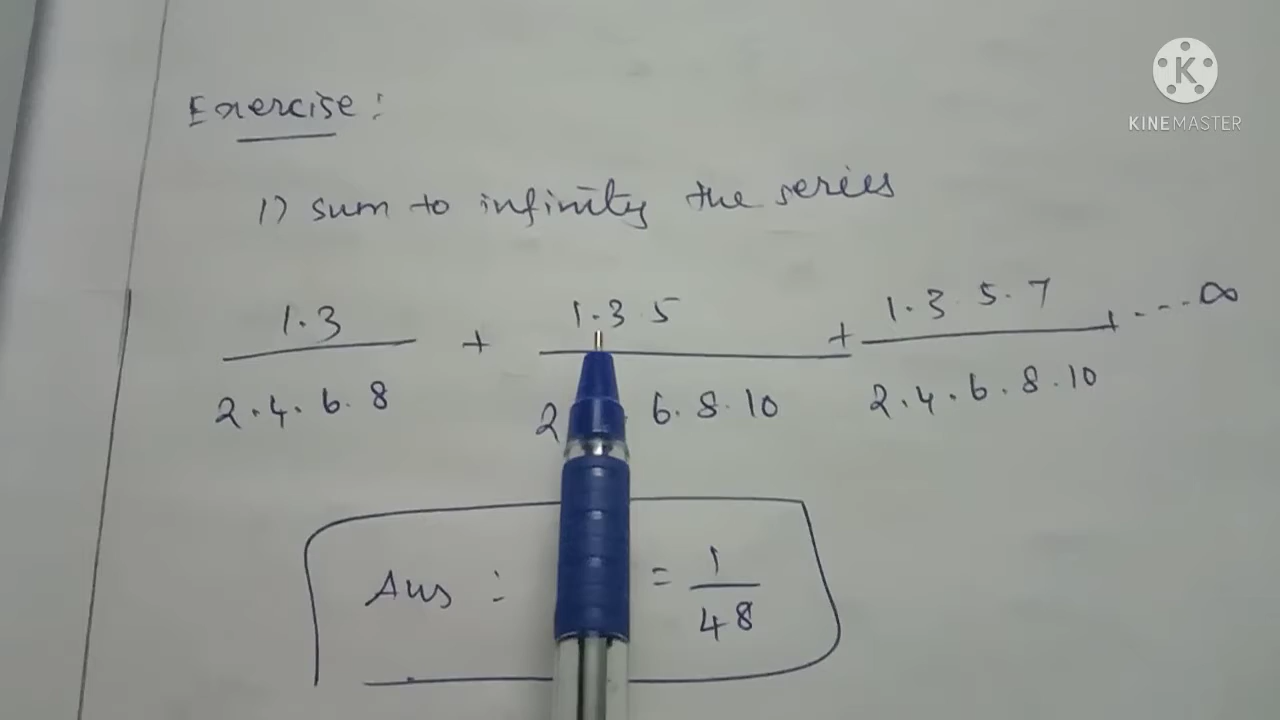 Exercise:
1) sum to infinity the series
1.3 / 2.4.6.8 + 1.3.5 / 2 6.8.10 + 1.3.5.7 / 2.4.6.8.10 + ... ∞
Ans : = 1/48
K
KINEMASTER